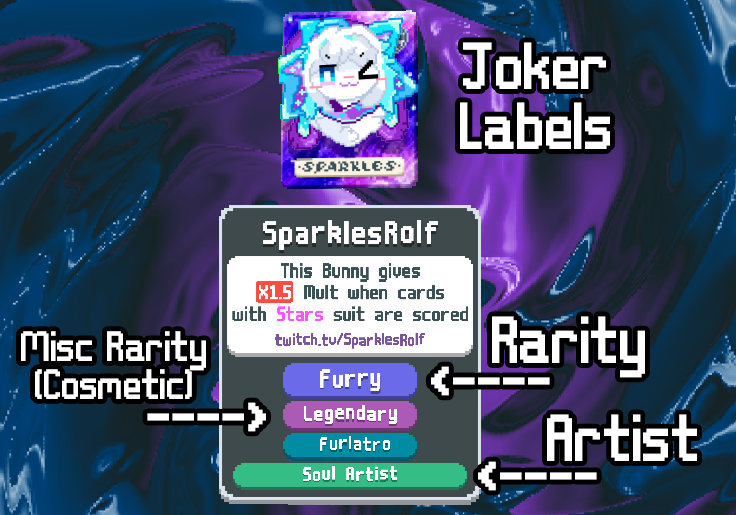 Joker
Labels
·SPARKLES·
SparklesRolf
This Bunny gives
X1.5 Mult when cards
with Stars suit are scored
twitch.tv/SparklesRolf
Misc Rarity
(Cosmetic)
Rarity
Furry
Legendary
Furlatro
Artist
Soul Artist